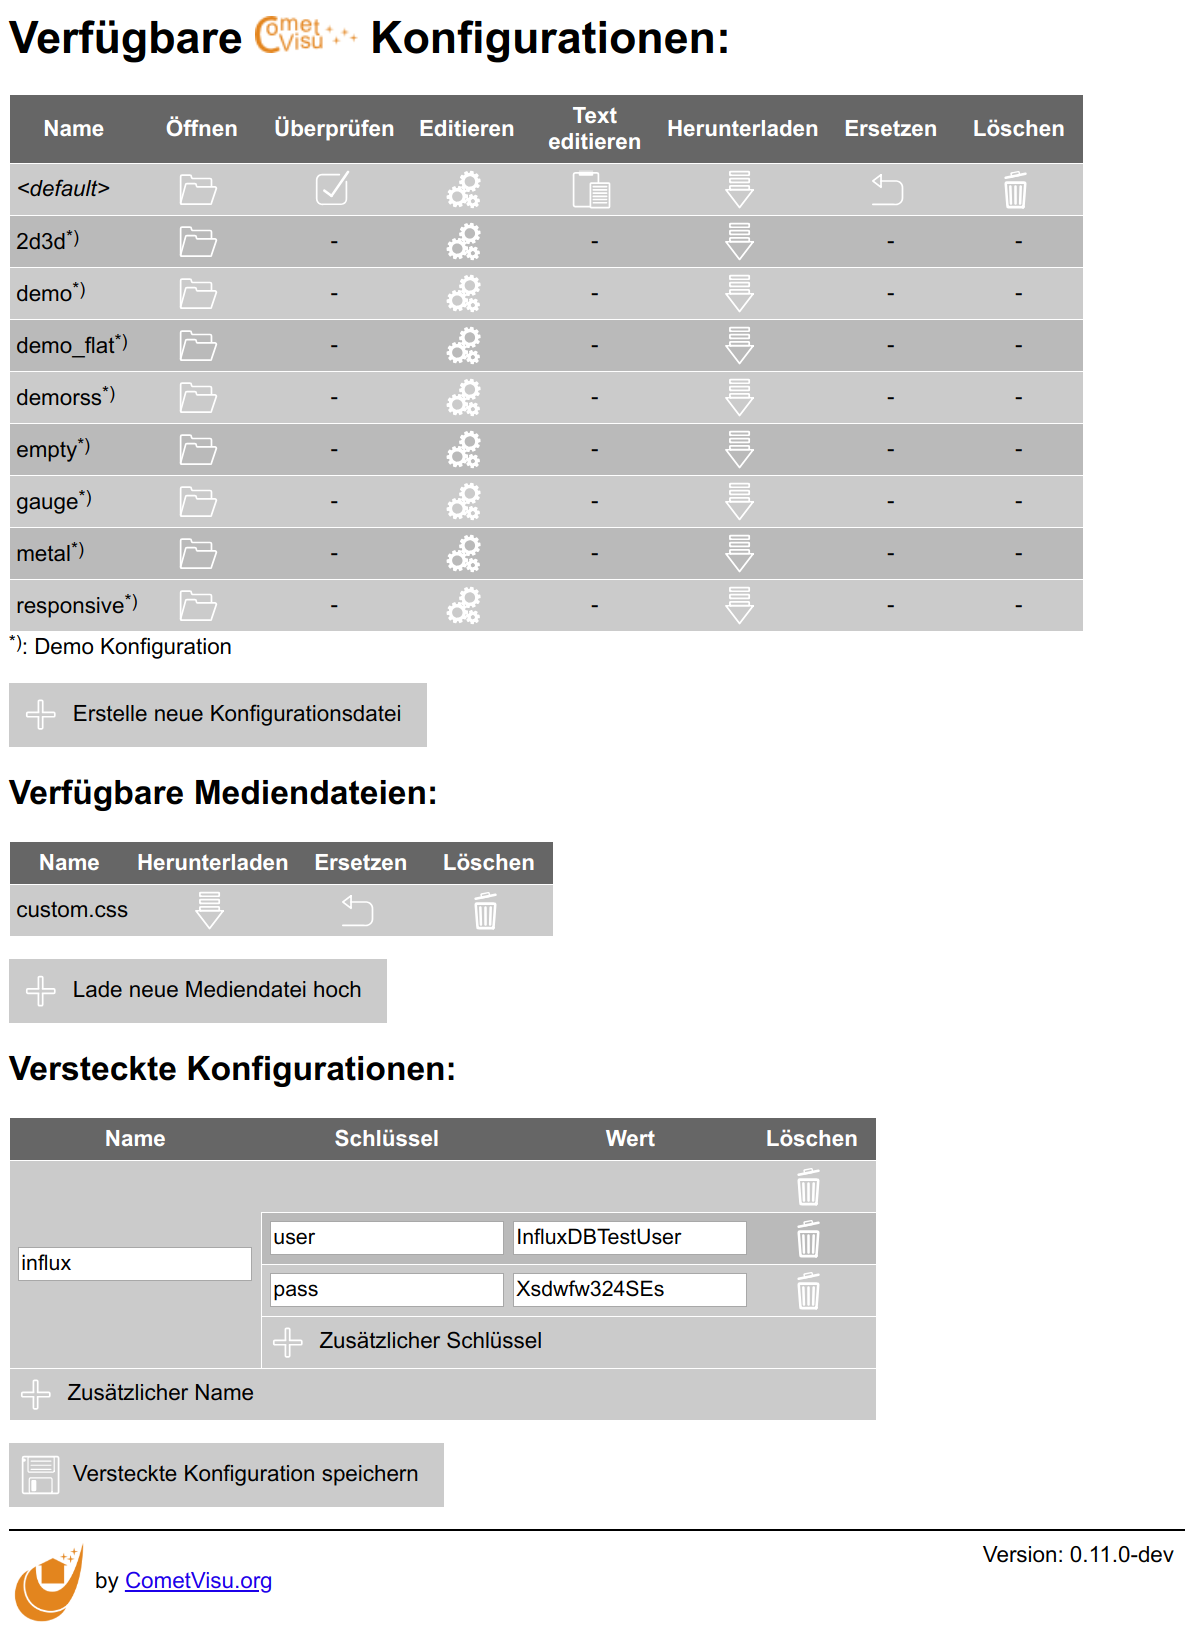 Verfügbare Comet Visu Konfigurationen:
Name Öffnen Überprüfen Editieren Text editieren Herunterladen Ersetzen Löschen
<default>
2d3d*) - - - -
demo*) - - - -
demo_flat*) - - - -
demorss*) - - - -
empty*) - - - -
gauge*) - - - -
metal*) - - - -
responsive*) - - - -
*): Demo Konfiguration
Erstelle neue Konfigurationsdatei
Verfügbare Mediendateien:
Name Herunterladen Ersetzen Löschen
custom.css
Lade neue Mediendatei hoch
Versteckte Konfigurationen:
Name Schlüssel Wert Löschen
influx
user InfluxDBTestUser
pass Xsdwfw324SEs
Zusätzlicher Schlüssel
Zusätzlicher Name
Versteckte Konfiguration speichern
Version: 0.11.0-dev
by CometVisu.org